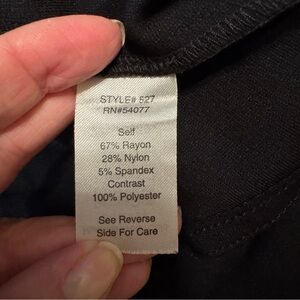 STYLE# 527
RN#54077
Self
67% Rayon
28% Nylon
5% Spandex
Contrast
100% Polyester
See Reverse
Side For Care